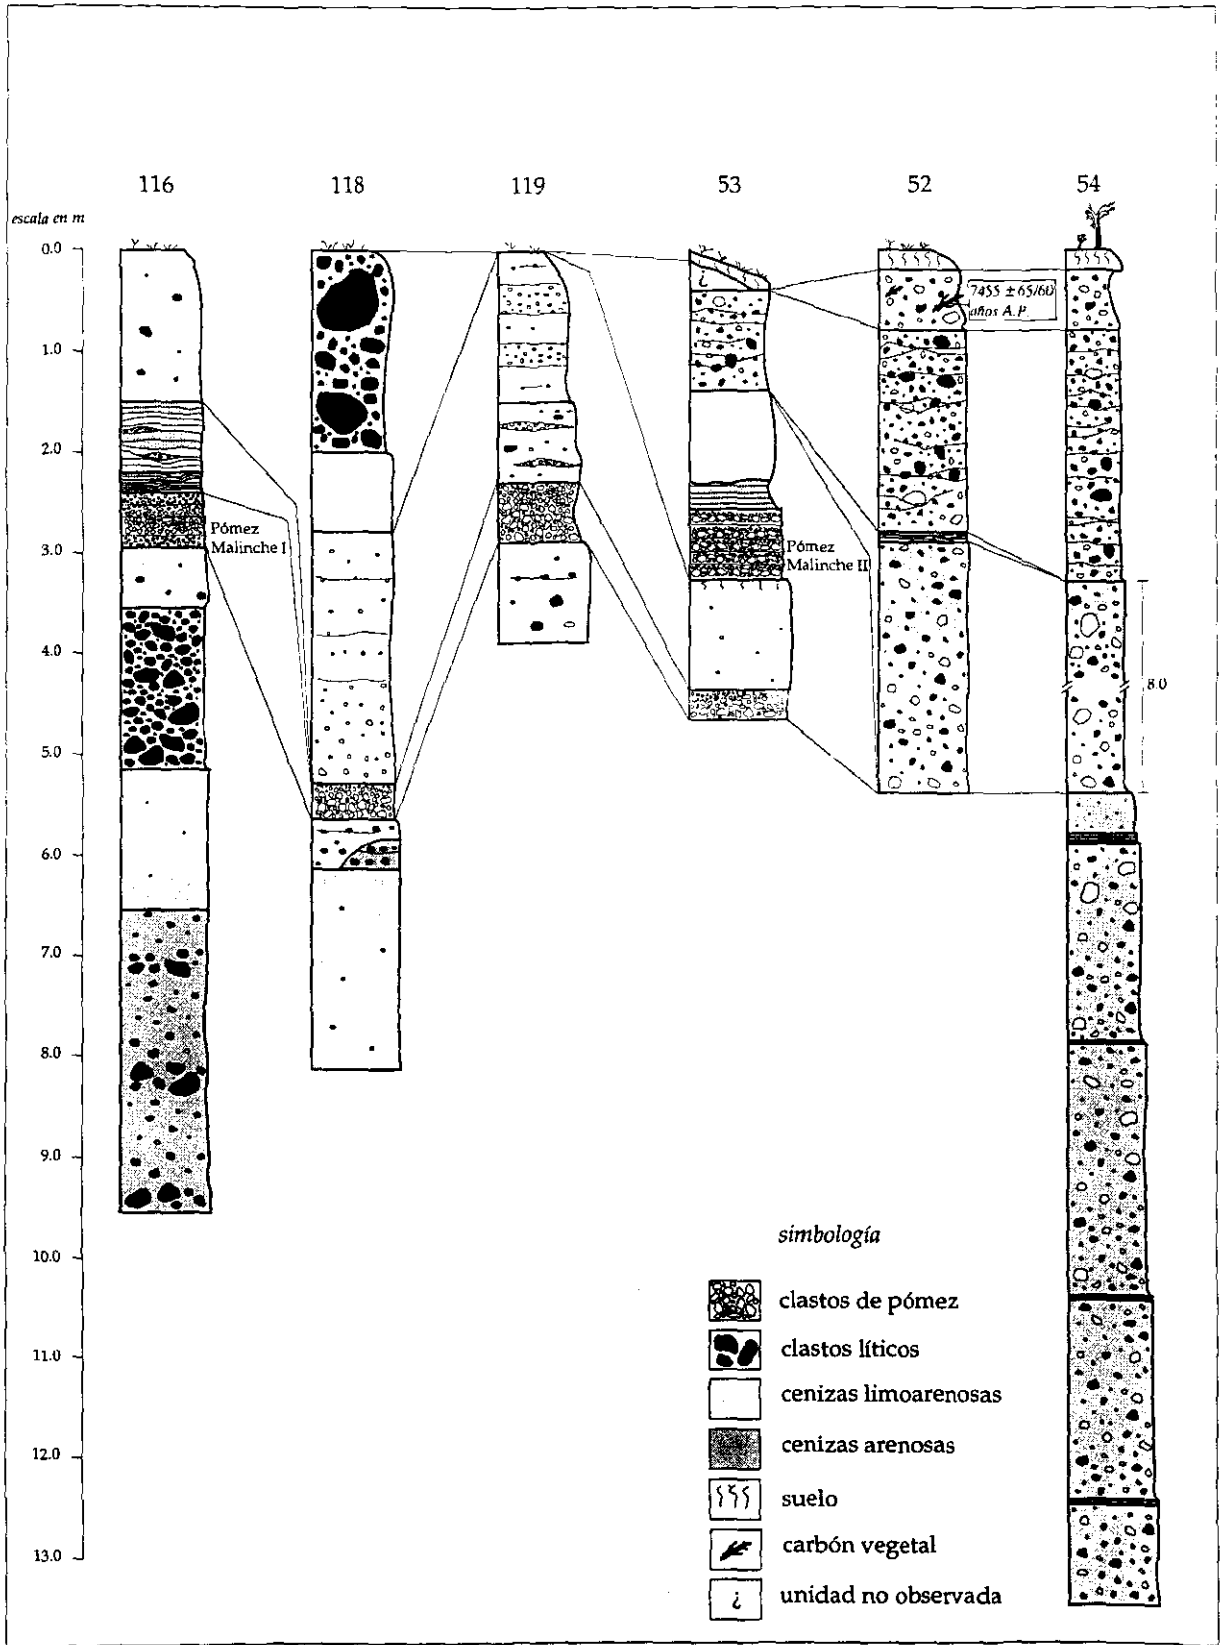 116 118 119 53 52 54
escala en m
0.0
7455 ± 65/60
años A.P.
1.0
2.0
Pómez
Malinche I
3.0
Pómez
Malinche II
4.0
8.0
5.0
6.0
7.0
8.0
9.0
10.0
11.0
12.0
13.0
simbología
clastos de pómez
clastos líticos
cenizas limoarenosas
cenizas arenosas
suelo
carbón vegetal
¿
unidad no observada
¿